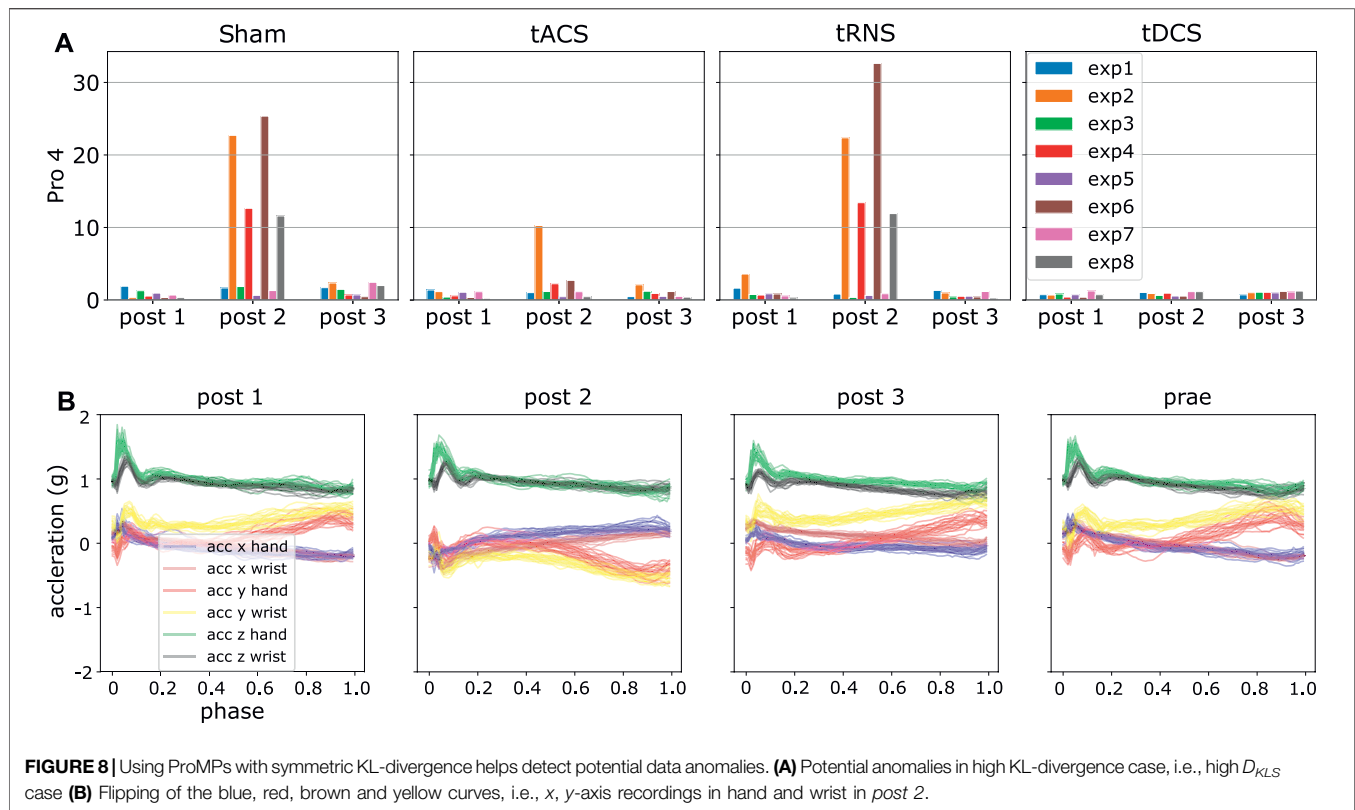 A
Sham
tACS
tRNS
tDCS
Pro 4
30
20
10
0
post 1
post 2
post 3
post 1
post 2
post 3
post 1
post 2
post 3
post 1
post 2
post 3
exp1
exp2
exp3
exp4
exp5
exp6
exp7
exp8
B
post 1
post 2
post 3
prae
accleration (g)
2
1
0
-1
-2
acc x hand
acc x wrist
acc y hand
acc y wrist
acc z hand
acc z wrist
0 0.2 0.4 0.6 0.8 1.0
0 0.2 0.4 0.6 0.8 1.0
0 0.2 0.4 0.6 0.8 1.0
0 0.2 0.4 0.6 0.8 1.0
phase
FIGURE 8 | Using ProMPs with symmetric KL-divergence helps detect potential data anomalies. (A) Potential anomalies in high KL-divergence case, i.e., high D_KLS
case (B) Flipping of the blue, red, brown and yellow curves, i.e., x, y-axis recordings in hand and wrist in post 2.